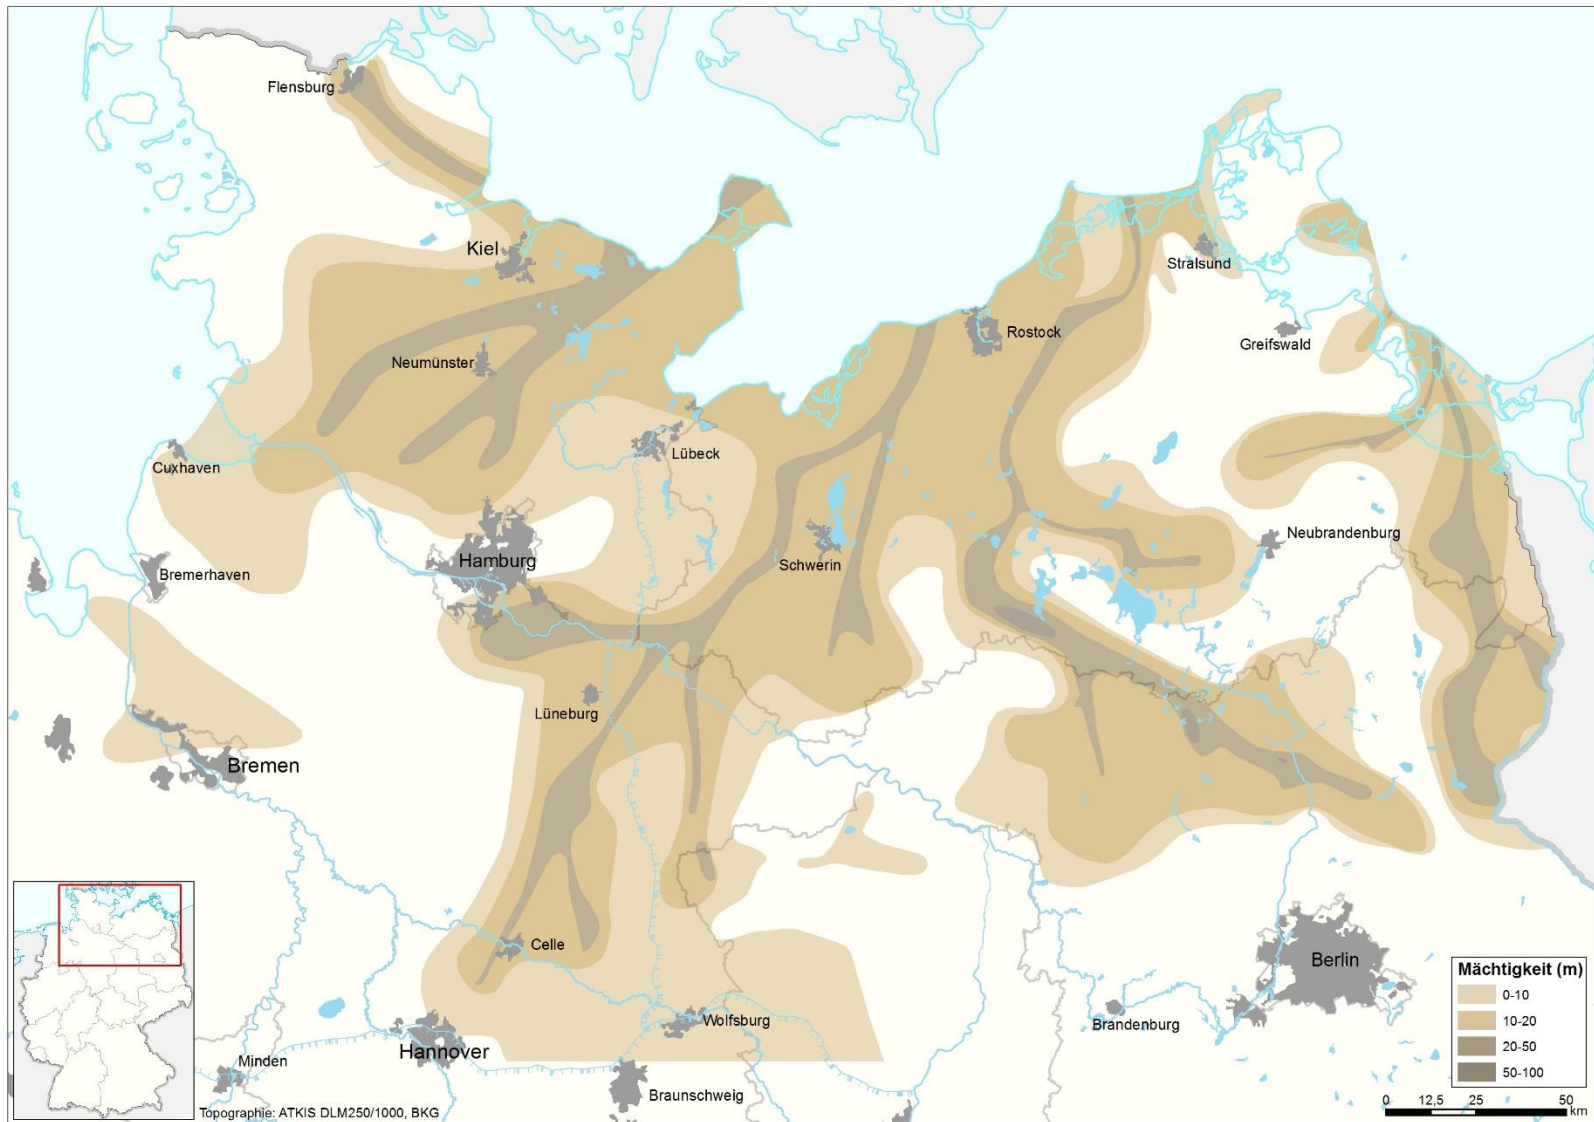 Flensburg
Kiel
Stralsund
Rostock
Greifswald
Neumünster
Lübeck
Cuxhaven
Neubrandenburg
Hamburg
Schwerin
Bremerhaven
Lüneburg
Bremen
Celle
Berlin
Mächtigkeit (m)
0-10
10-20
20-50
50-100
Wolfsburg
Brandenburg
Hannover
Minden
Braunschweig
Topographie: ATKIS DLM250/1000, BKG
0 12,5 25 50
km